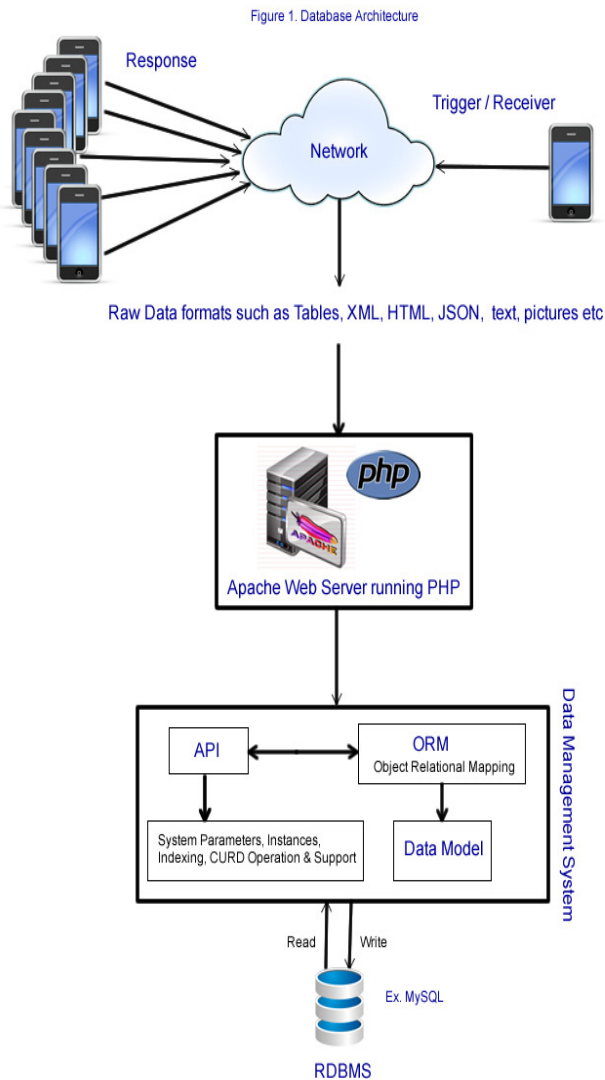 Figure 1. Database Architecture
Response
Trigger / Receiver
Network
Raw Data formats such as Tables, XML, HTML, JSON, text, pictures etc
php
APACHE
Apache Web Server running PHP
Data Management System
API
ORM
Object Relational Mapping
System Parameters, Instances,
Indexing, CURD Operation & Support
Data Model
Read
Write
Ex. MySQL
RDBMS